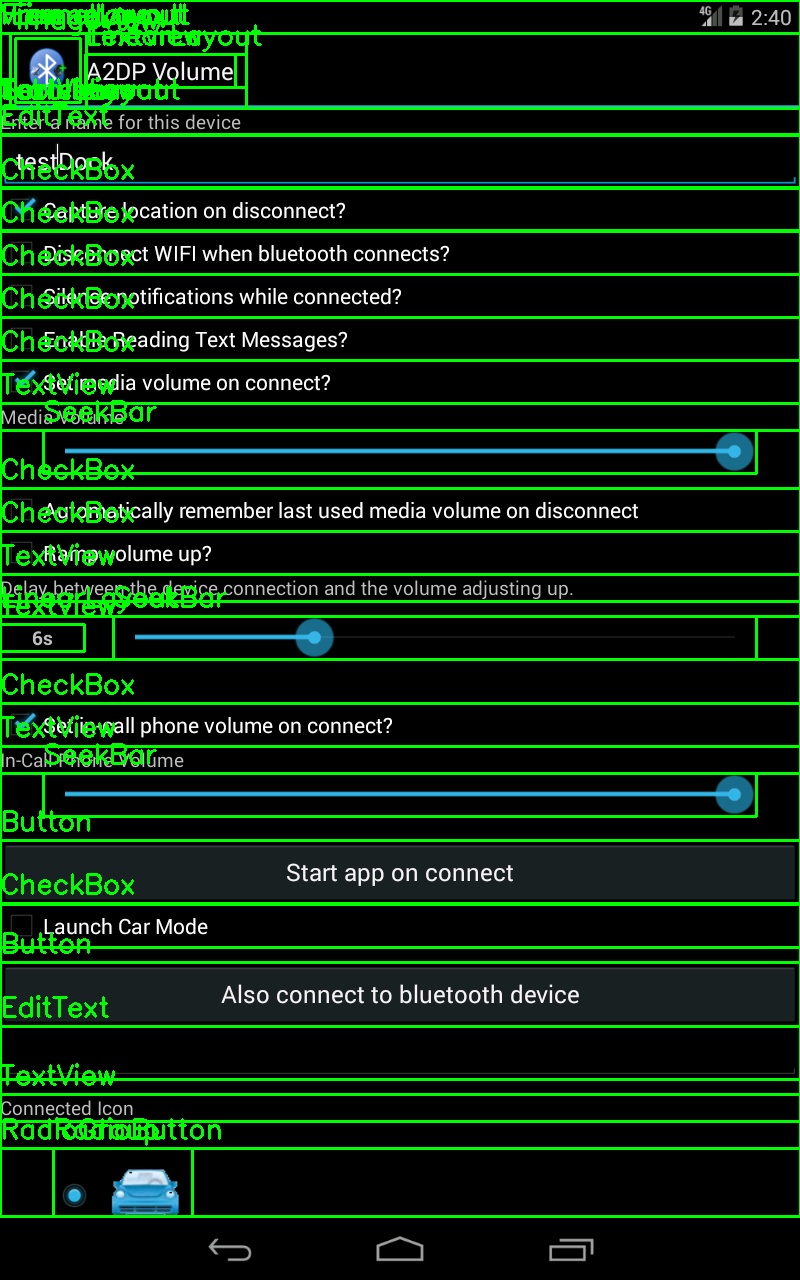 4G 2:40
TextView
A2DP Volume
EditText
Enter a name for this device
testDock
CheckBox
CheckBox
Capture location on disconnect?
CheckBox
Disconnect WIFI when bluetooth connects?
CheckBox
Silence notifications while connected?
CheckBox
Enable Reading Text Messages?
TextView
Set media volume on connect?
SeekBar
Media Volume
CheckBox
CheckBox
Automatically remember last used media volume on disconnect
TextView
Ramp volume up?
Delay between the device connection and the volume adjusting up.
LinearLayout SeekBar
TextView
6s
CheckBox
TextView
Set in-call phone volume on connect?
SeekBar
In-Call Phone Volume
Button
Start app on connect
CheckBox
Launch Car Mode
Button
Also connect to bluetooth device
EditText
TextView
Connected Icon
RadioGroup RadioButton